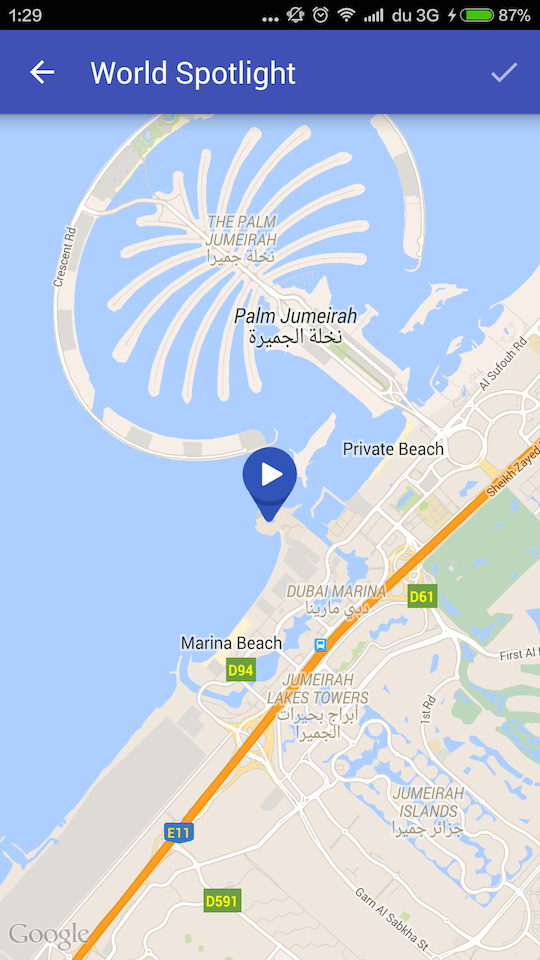 1:29
... du 3G 87%
World Spotlight
Crescent Rd
THE PALM
JUMEIRAH
نخلة جميرا
Palm Jumeirah
نخلة الجميرة
Al Sufouh Rd
Private Beach
Sheikh Zayed
DUBAI MARINA
دبي مارينا
D61
Marina Beach
D94
First Al
JUMEIRAH
LAKES TOWERS
أبراج بحيرات
الجميرا
1st Rd
JUMEIRAH
ISLANDS
جزائر جميرا
E11
D591
Garn Al Sabkha St
Google